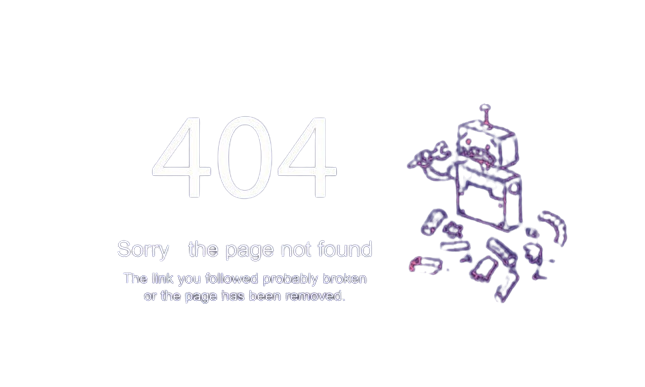 404
Sorry the page not found
The link you followed probably broken
or the page has been removed.